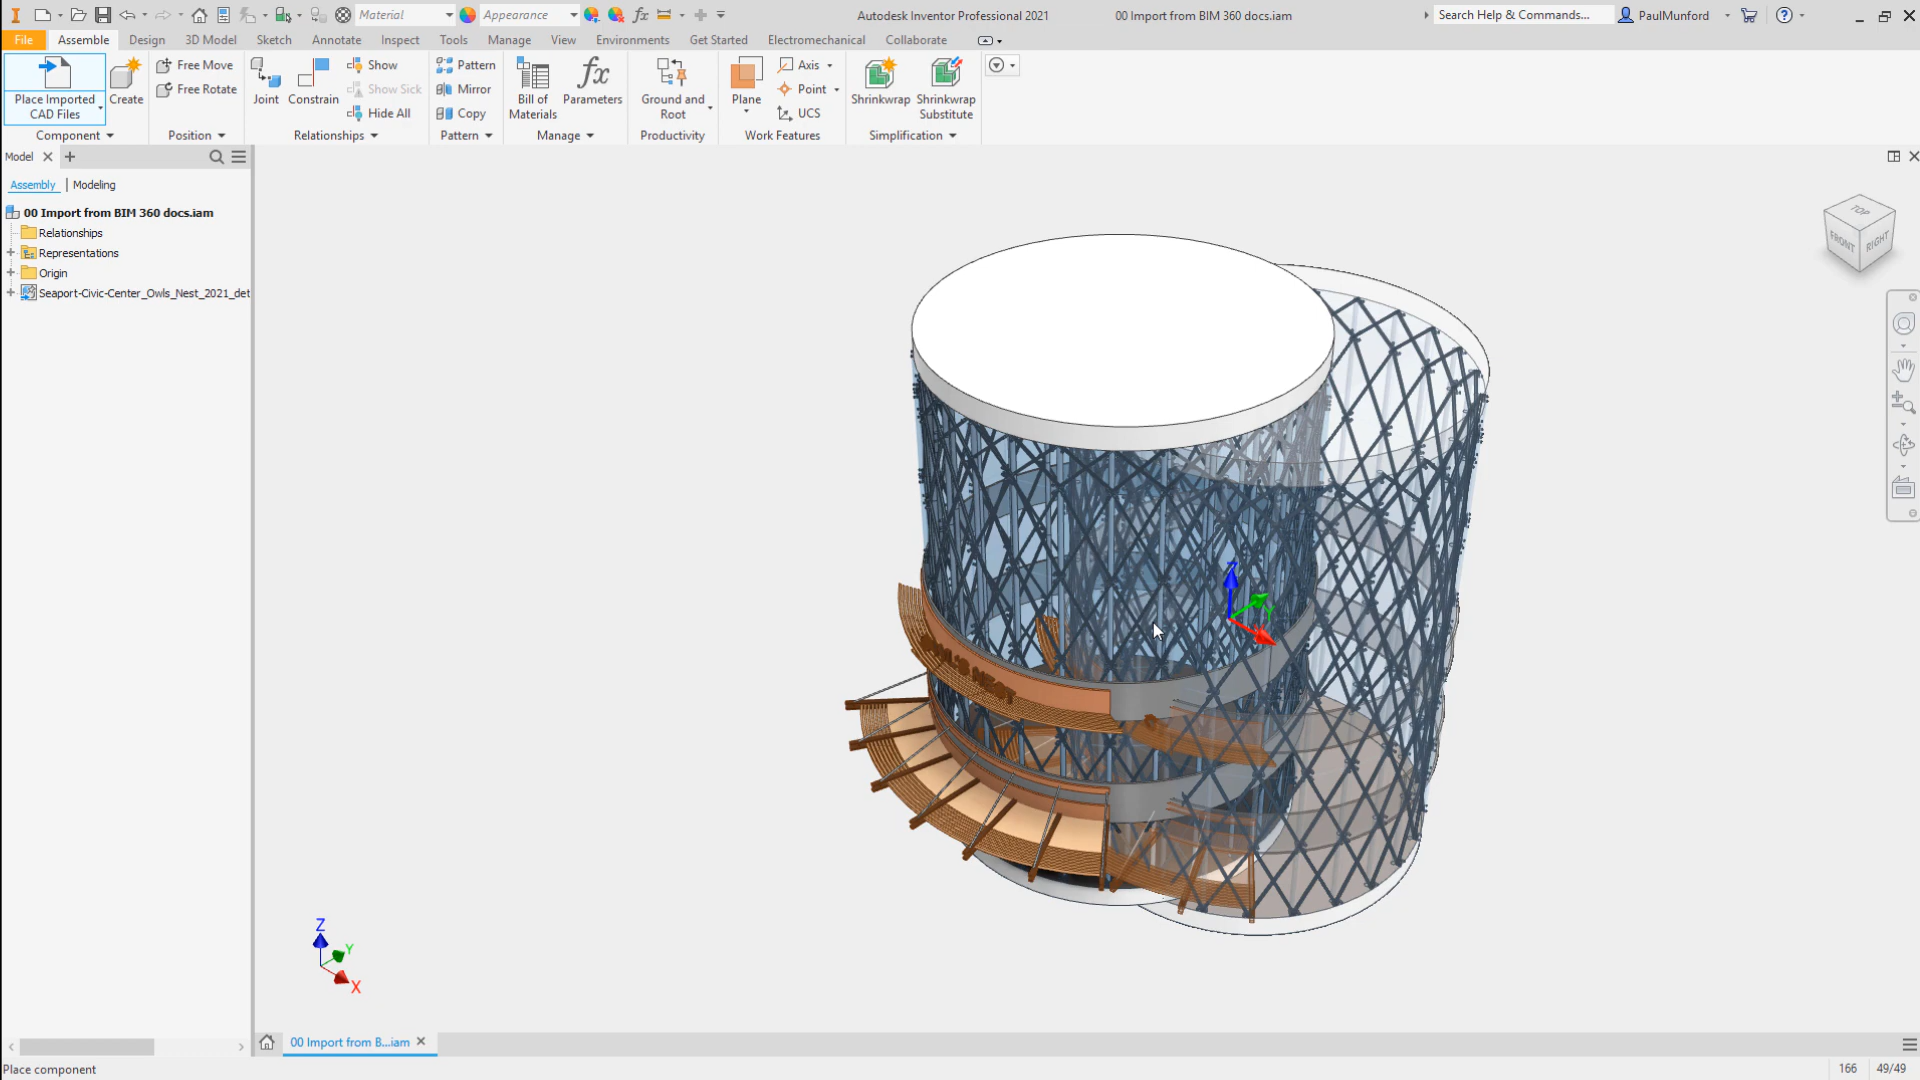 Material
Appearance
Autodesk Inventor Professional 2021
00 Import from BIM 360 docs.iam
Search Help & Commands...
PaulMunford
File
Assemble
Design
3D Model
Sketch
Annotate
Inspect
Tools
Manage
View
Environments
Get Started
Electromechanical
Collaborate
Place Imported
CAD Files
Create
Free Move
Free Rotate
Joint
Constrain
Show
Show Sick
Hide All
Pattern
Mirror
Copy
Bill of
Materials
Parameters
Ground and
Root
Plane
Axis
Point
UCS
Shrinkwrap
Shrinkwrap
Substitute
Component
Position
Relationships
Pattern
Manage
Productivity
Work Features
Simplification
Model
Assembly
Modeling
00 Import from BIM 360 docs.iam
Relationships
Representations
Origin
Seaport-Civic-Center_Owls_Nest_2021_det
TOP
FRONT
RIGHT
Z
Y
Z
Y
X
00 Import from B...iam
Place component
166
49/49